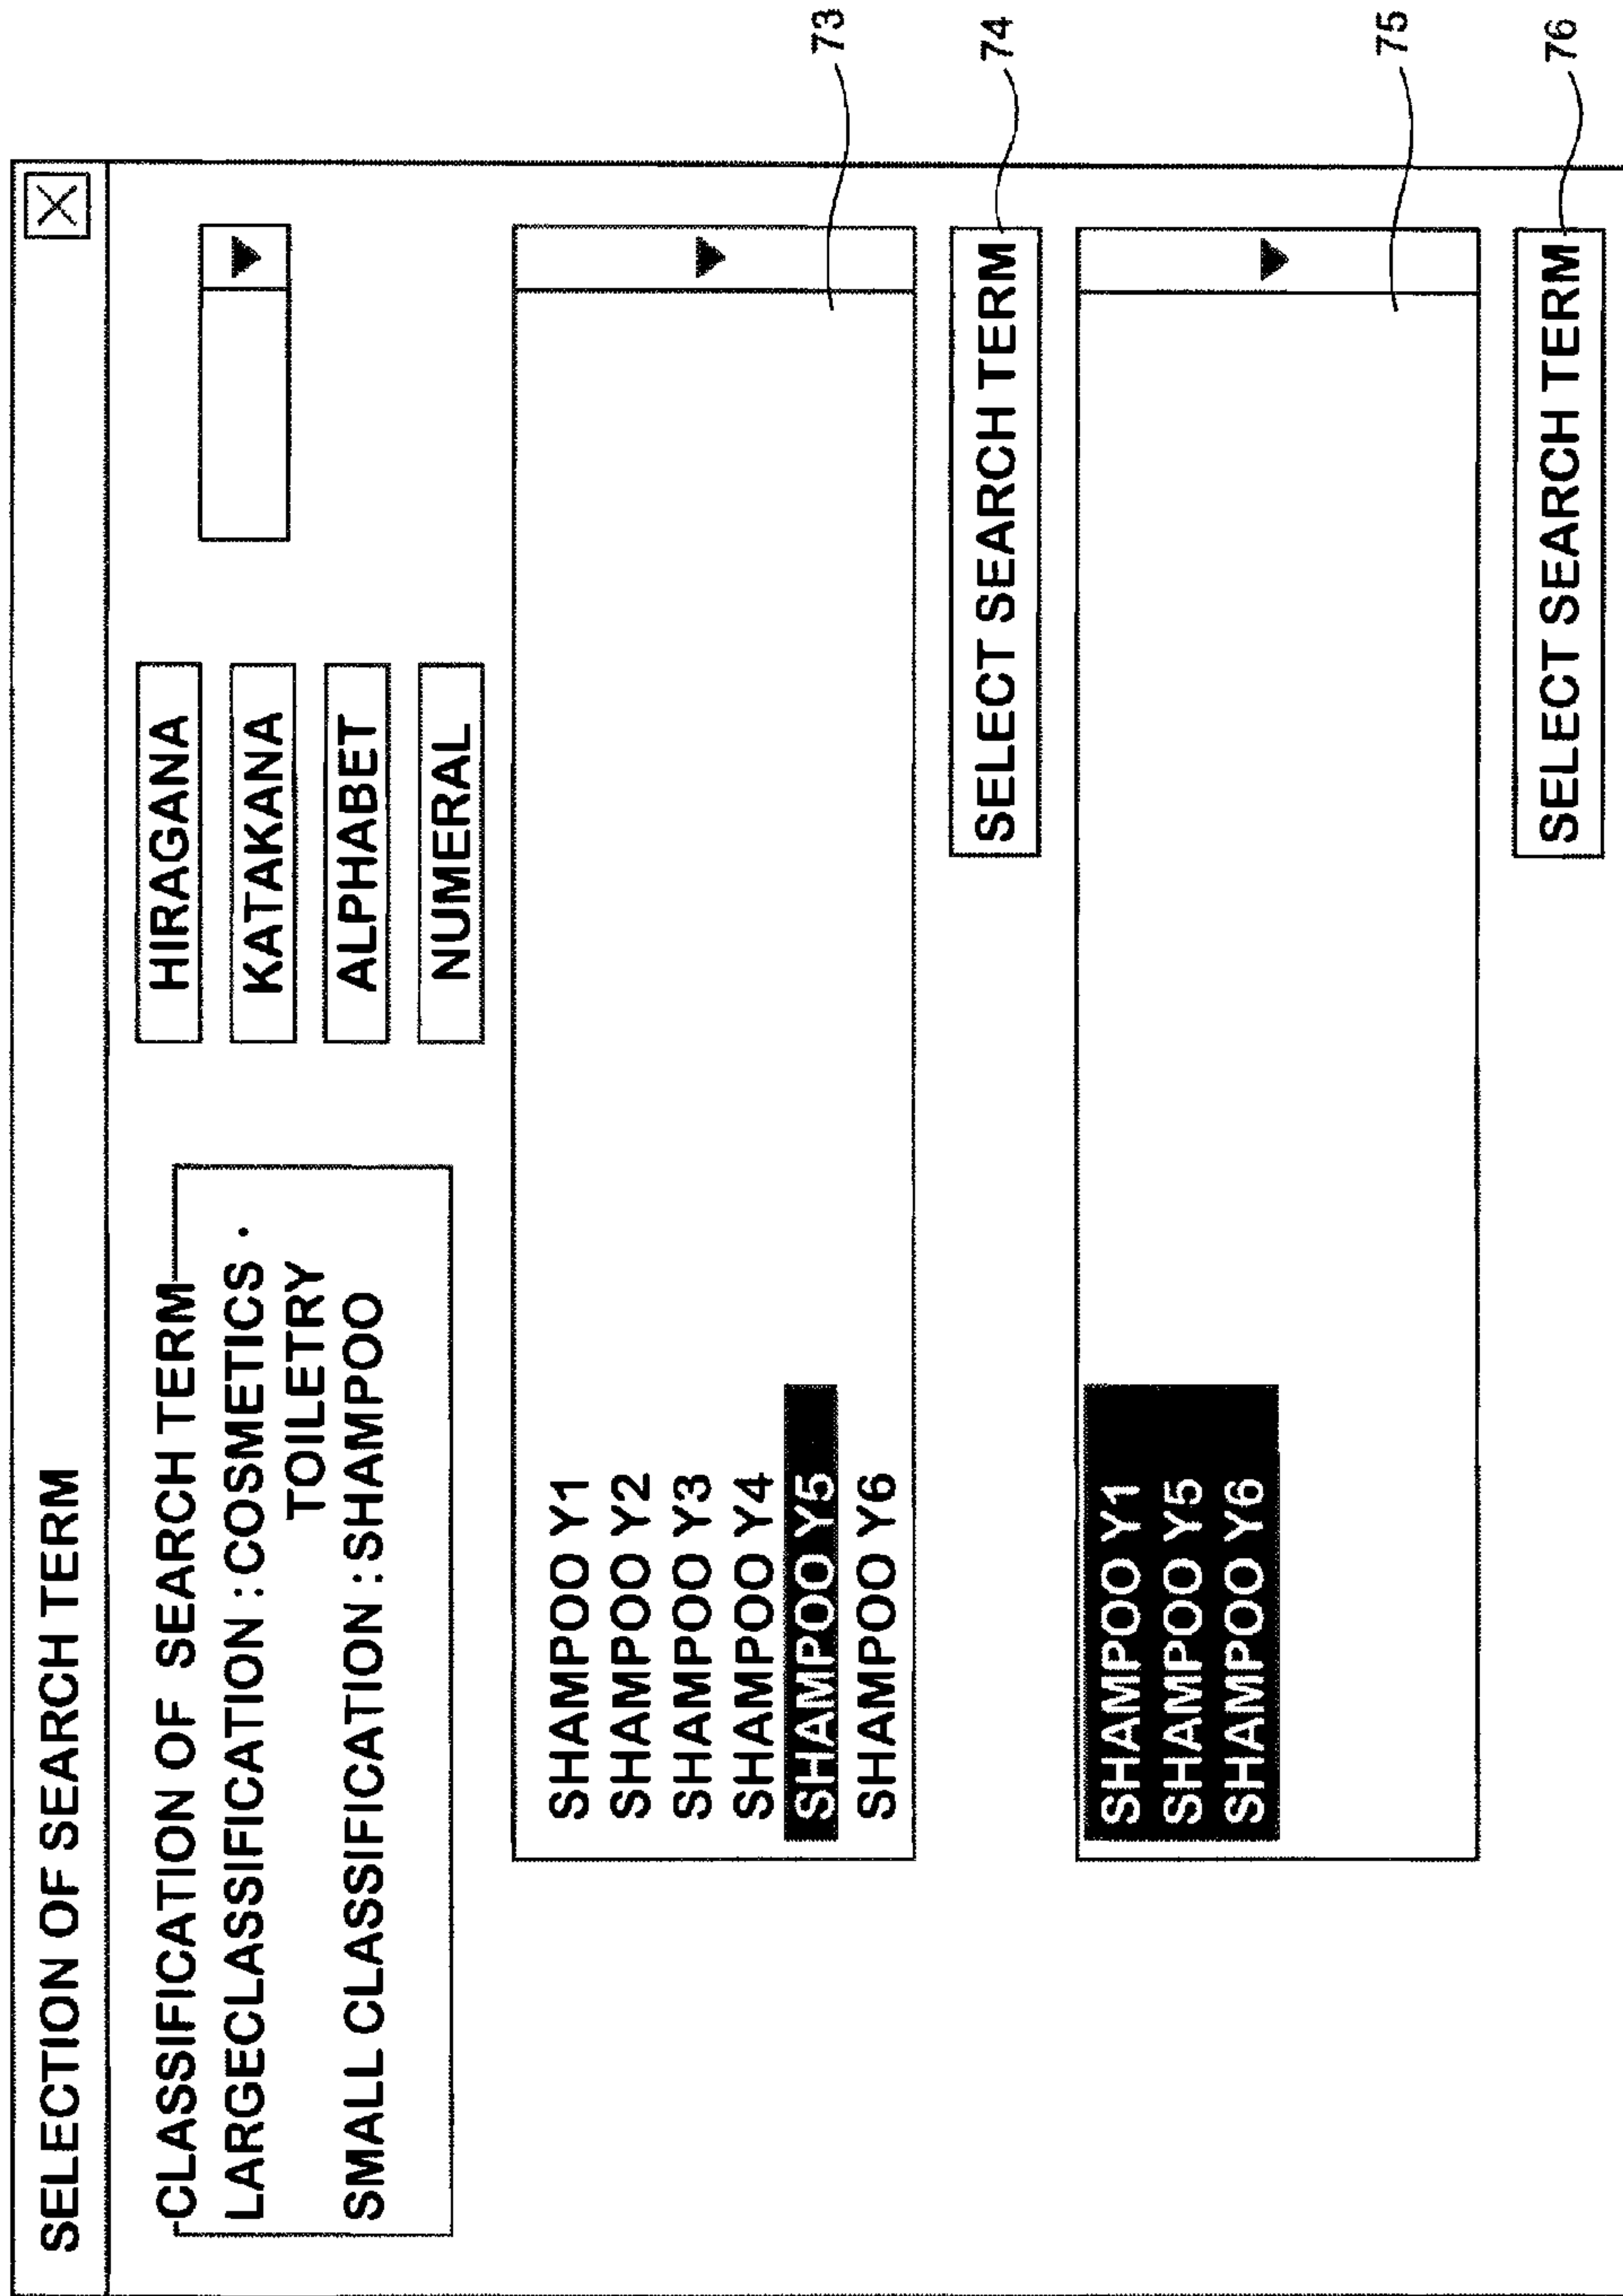 SELECTION OF SEARCH TERM
CLASSIFICATION OF SEARCH TERM
LARGECLASSIFICATION : COSMETICS ·
TOILETRY
SMALL CLASSIFICATION : SHAMPOO
HIRAGANA
KATAKANA
ALPHABET
NUMERAL
SHAMPOO Y1
SHAMPOO Y2
SHAMPOO Y3
SHAMPOO Y4
SHAMPOO Y5
SHAMPOO Y6
73
SELECT SEARCH TERM
74
SHAMPOO Y1
SHAMPOO Y5
SHAMPOO Y6
75
SELECT SEARCH TERM
76